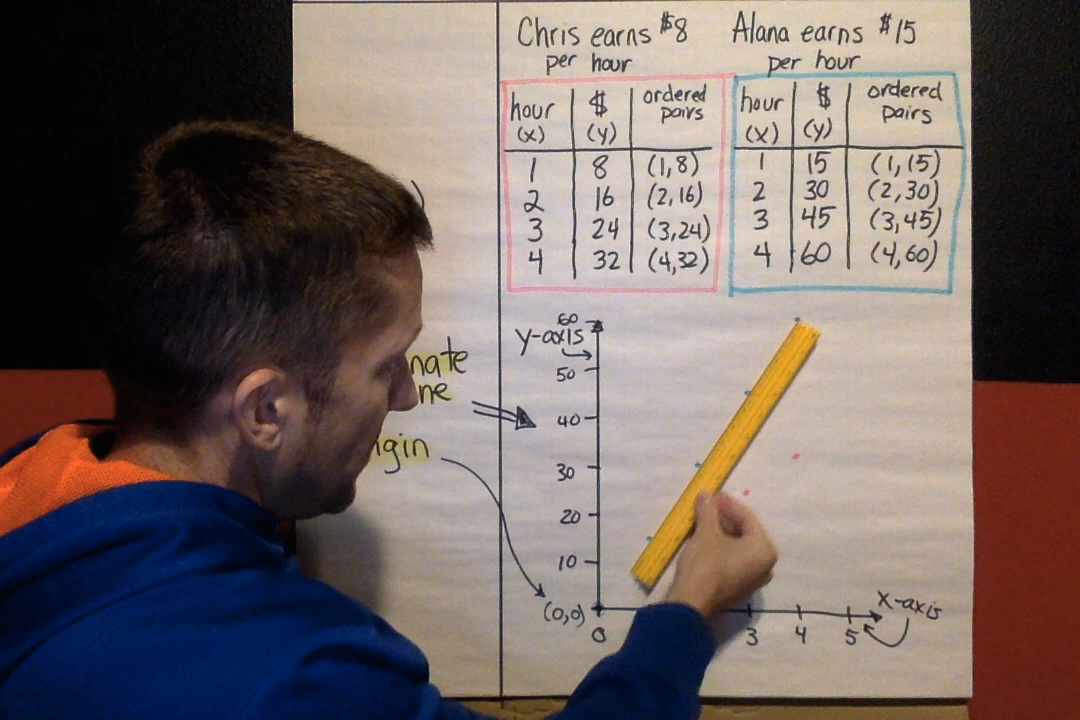 Chris earns $8
per hour
hour $ ordered
(x) (y) pairs
1 8 (1,8)
2 16 (2,16)
3 24 (3,24)
4 32 (4,32)
Alana earns $15
per hour
hour $ ordered
(x) (y) pairs
1 15 (1,15)
2 30 (2,30)
3 45 (3,45)
4 60 (4,60)
)
nate
ne
gin
60
y-axis
50
40
30
20
10
(0,0)
0 3 4 5
x-axis